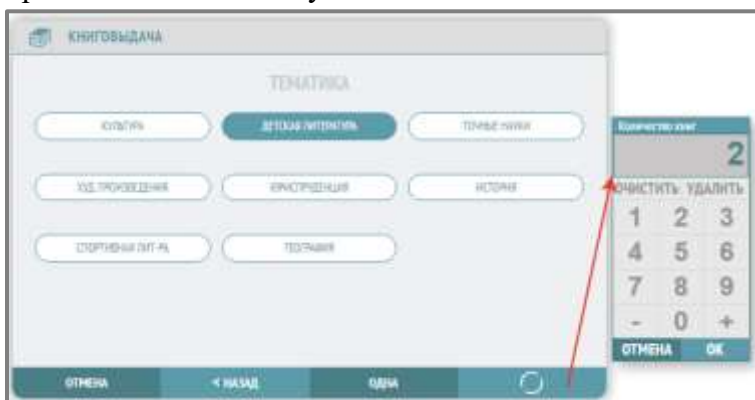 КНИГОВЫДАЧА
ТЕМАТИКА
КУЛЬТУРА ДЕТСКАЯ ЛИТЕРАТУРА ТОЧНЫЕ НАУКИ
ХУД. ПРОИЗВЕДЕНИЯ ЮРИСПРУДЕНЦИЯ ИСТОРИЯ
СПОРТИВНАЯ ЛИТ-РА ГЕОГРАФИЯ
ОТМЕНА < НАЗАД ОДНА
Количество книг
2
ОЧИСТИТЬ УДАЛИТЬ
1 2 3
4 5 6
7 8 9
- 0 +
ОТМЕНА ОК